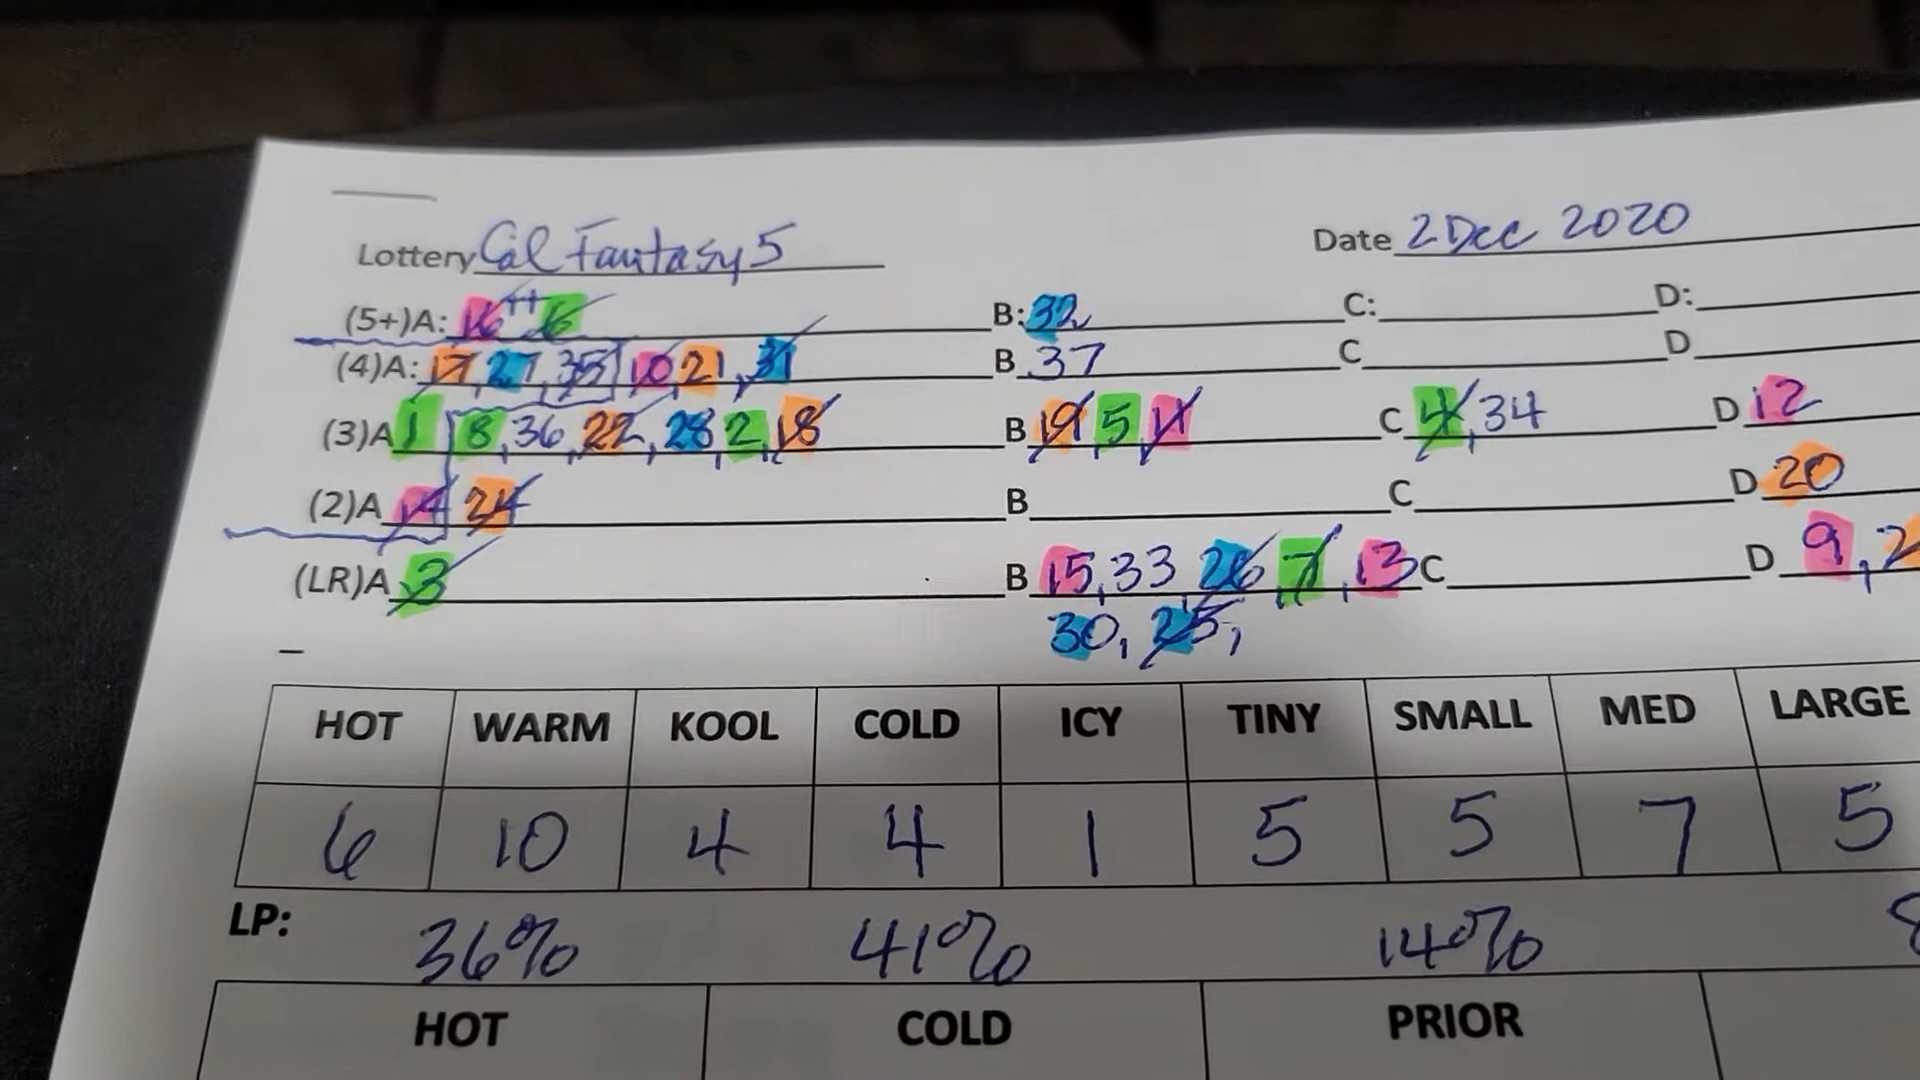 Lottery Cal Fantasy 5 Date 2 Dec 2020
(5+)A: 16 ++ 6 B: 32 C: D:
(4)A: 17, 27, 35 10, 21, 31 B 37 C D
(3)A 1 8, 36, 22, 28, 2, 18 B 19, 5, 11 C 4, 34 D 12
(2)A 14 24 B C D 20
(LR)A 3 B 15, 33 26 7, 13 C D 9,
30, 25,
HOT WARM KOOL COLD ICY TINY SMALL MED LARGE
6 10 4 4 1 5 5 7 5
LP: 36% 41% 14%
HOT COLD PRIOR